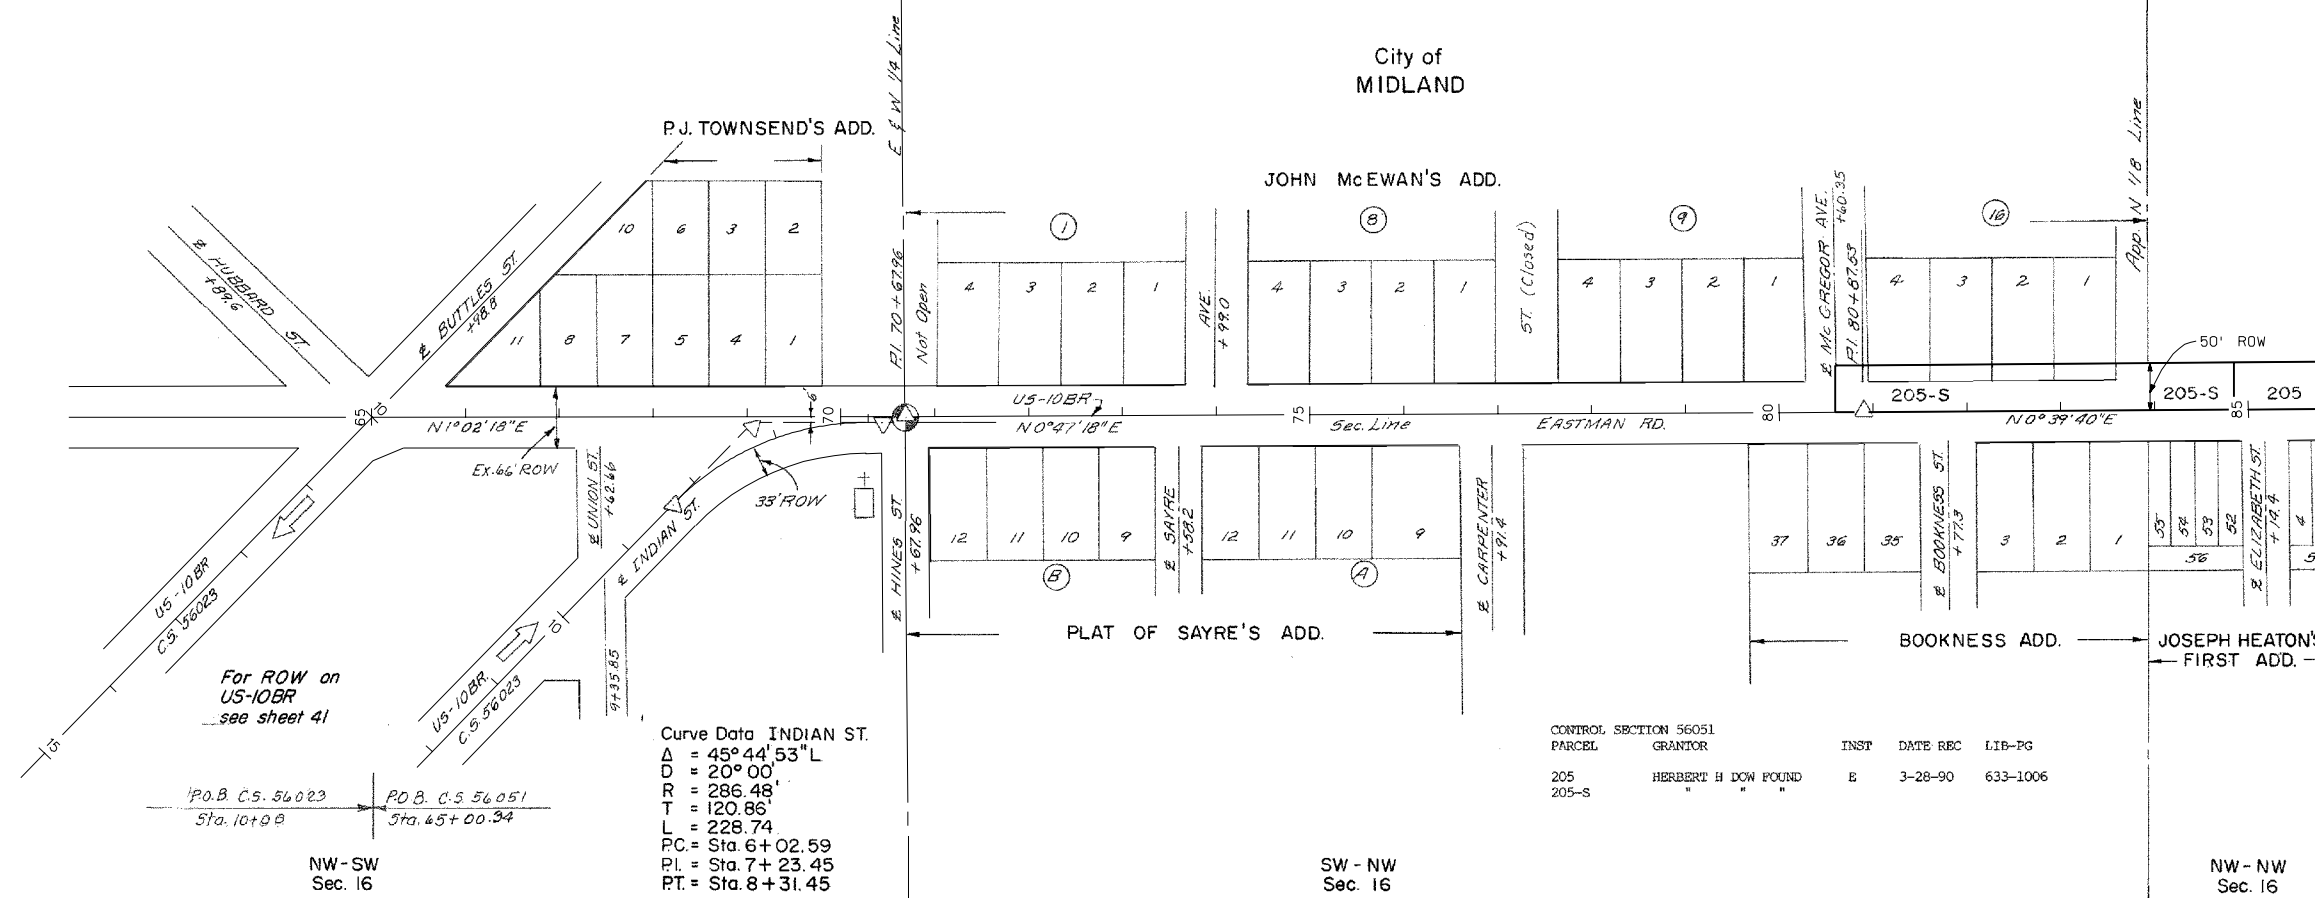 City of
MIDLAND
E & W 1/4 Line
App. N 1/8 Line
P.J. TOWNSEND'S ADD.
JOHN McEWAN'S ADD.
1
8
9
16
℄ HUBBARD ST.
+89.6
℄ BUTTLES ST.
+98.8
10 6 3 2
11 8 7 5 4 1
P.I. 70+67.96
Not Open
4 3 2 1
AVE.
+99.0
4 3 2 1
ST. (Closed)
4 3 2 1
℄ McGREGOR AVE.
+60.35
P.I. 80+87.53
4 3 2 1
50' ROW
205-S
205-S
205
65
10
70
75
80
85
6'
N 1°02'18"E
US-10BR
N 0°47'18"E
Sec. Line
EASTMAN RD.
N 0°39'40"E
Ex. 66' ROW
33' ROW
℄ UNION ST.
+62.66
℄ INDIAN ST.
℄ HINES ST.
+67.96
12 11 10 9
B
℄ SAYRE
+58.2
12 11 10 9
A
℄ CARPENTER
+91.4
37 36 35
℄ BOOKNESS ST.
+77.3
3 2 1
55 54 53 52
56
℄ ELIZABETH ST.
+14.4
4
5
US-10BR
C.S. 56023
15
US-10BR.
C.S. 56023
10
9+35.85
PLAT OF SAYRE'S ADD.
BOOKNESS ADD.
JOSEPH HEATON'S
FIRST ADD.
For ROW on
US-10BR
see sheet 41
P.O.B. C.S. 56023
Sta. 10+00
P.O.B. C.S. 56051
Sta. 65+00.34
Curve Data INDIAN ST.
Δ = 45°44'53"L
D = 20°00'
R = 286.48'
T = 120.86'
L = 228.74
P.C. = Sta. 6+02.59
P.I. = Sta. 7+23.45
P.T. = Sta. 8+31.45
CONTROL SECTION 56051
PARCEL GRANTOR INST DATE REC LIB-PG
205 HERBERT H DOW FOUND E 3-28-90 633-1006
205-S " " "
NW-SW
Sec. 16
SW-NW
Sec. 16
NW-NW
Sec. 16